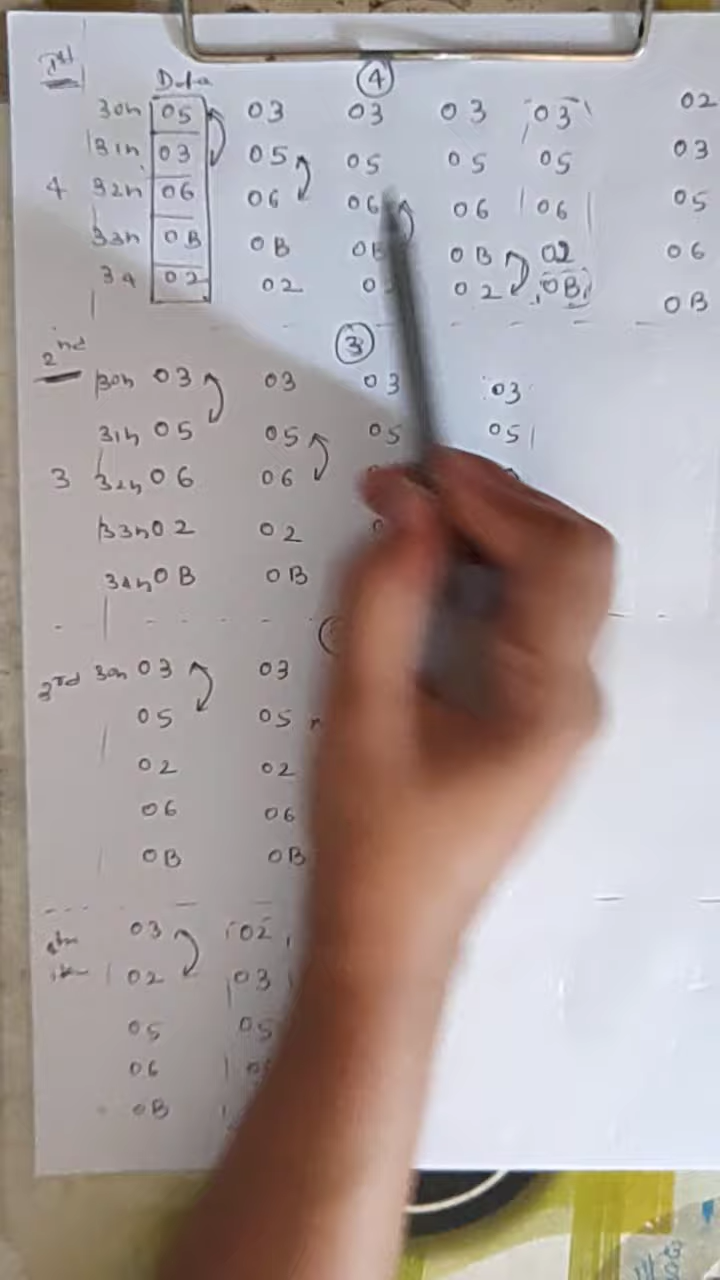 1st Data 4
30h 05 03 03 03 03 02
31h 03 05 05 05 05 03
4 32h 06 06 06 06 06 05
33h 0B 0B 0B 0B 02 06
34 02 02 02 0B 0B
2nd 3
30h 03 03 03 03
31h 05 05 05 05
3 32h 06 06
33h 02 02
34h 0B 0B
3rd 30h 03 03
05 05
02 02
06 06
0B 0B
03 02
02 03
05 05
06
0B